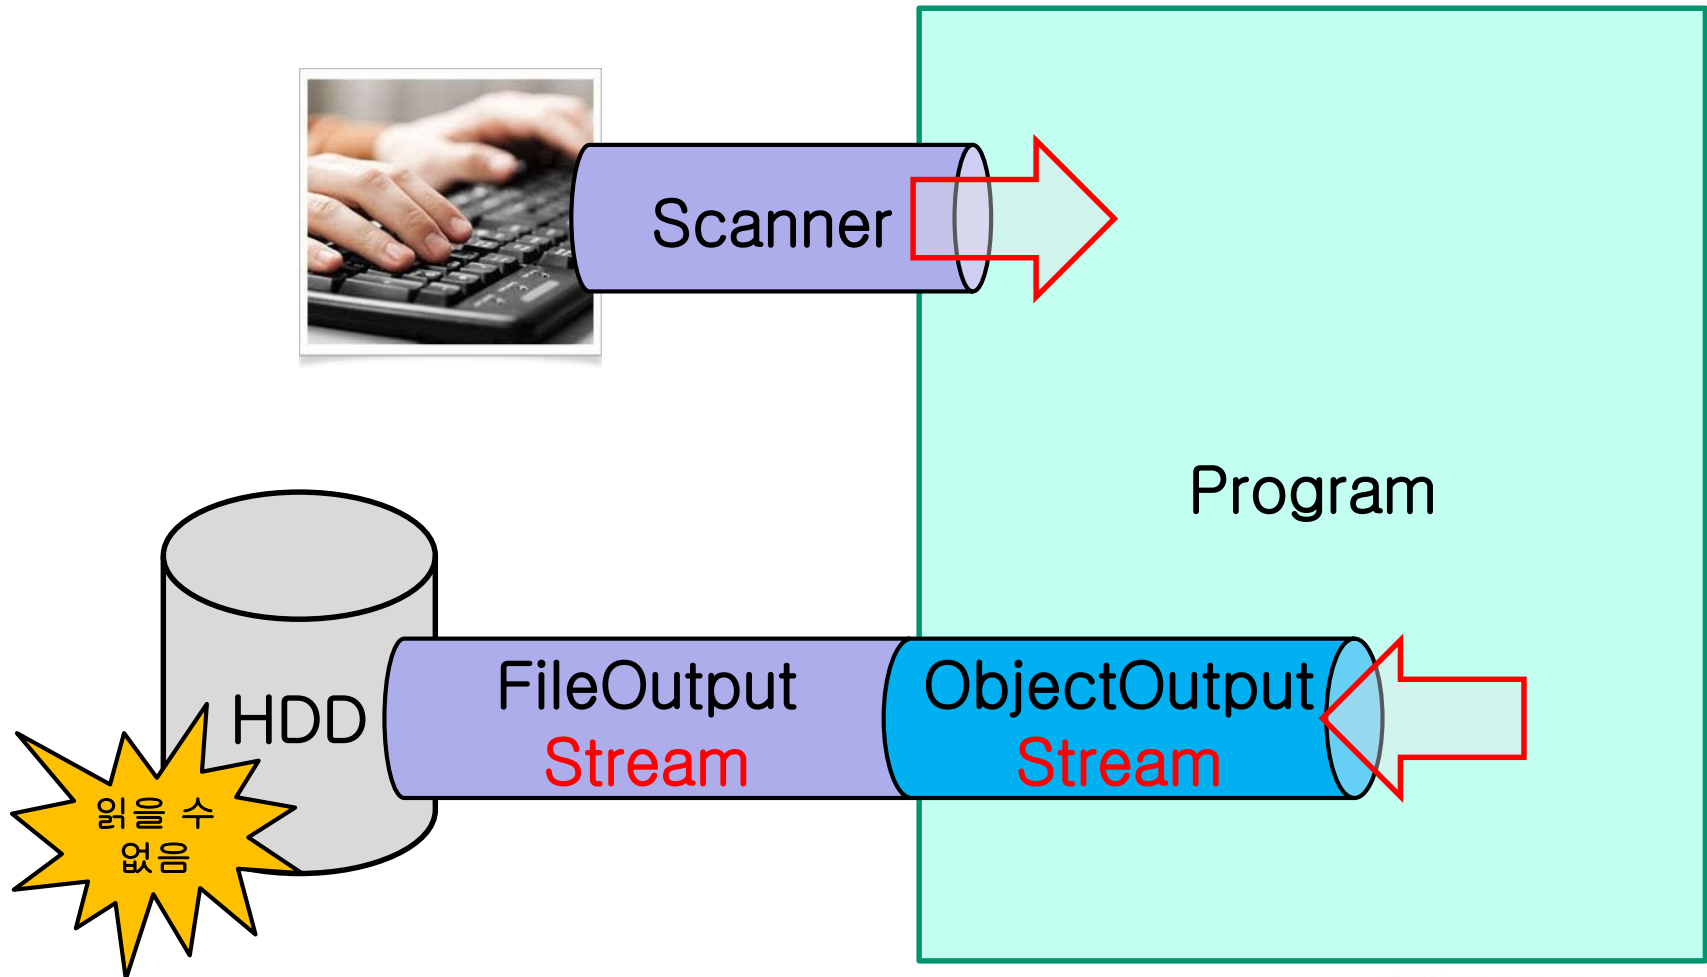 Scanner
Program
HDD
FileOutput
Stream
ObjectOutput
Stream
읽을 수
없음